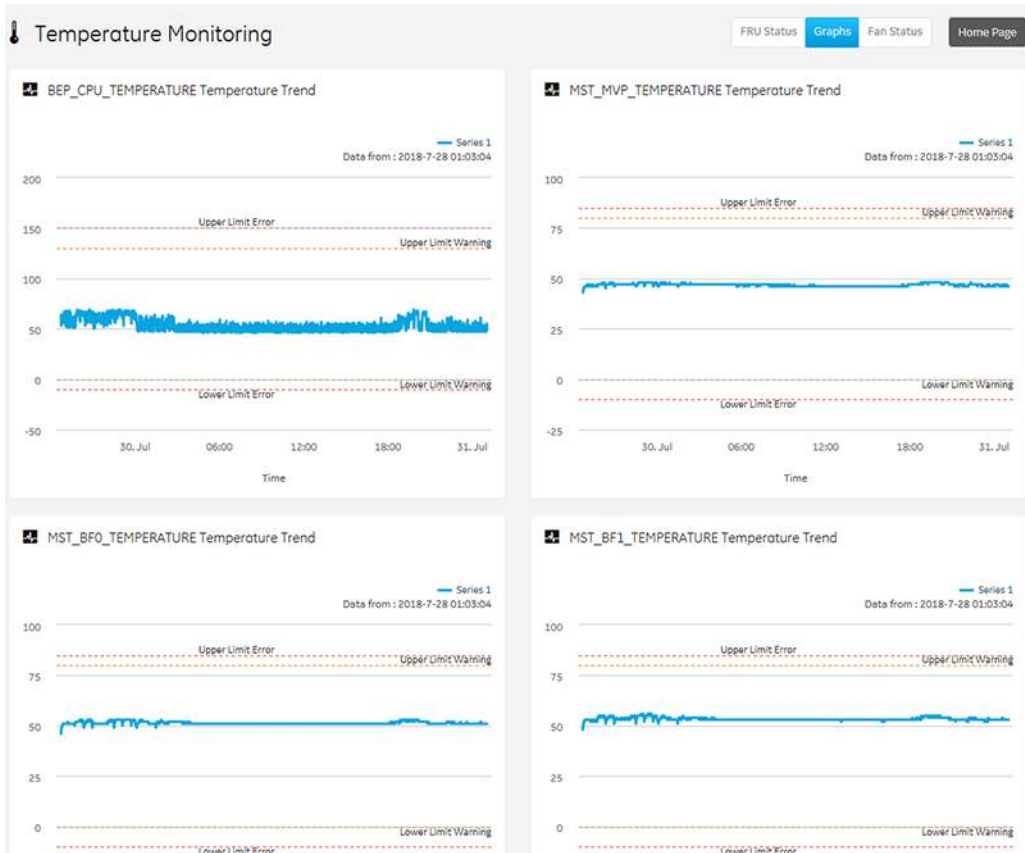 Temperature Monitoring
FRU Status Graphs Fan Status Home Page
BEP_CPU_TEMPERATURE Temperature Trend
Series 1
Data from : 2018-7-28 01:03:04
200
Upper Limit Error
150
Upper Limit Warning
100
50
0
Lower Limit Warning
Lower Limit Error
-50
30. Jul 06:00 12:00 18:00 31. Jul
Time
MST_MVP_TEMPERATURE Temperature Trend
Series 1
Data from : 2018-7-28 01:03:04
100
Upper Limit Error
Upper Limit Warning
75
50
25
0
Lower Limit Warning
Lower Limit Error
-25
30. Jul 06:00 12:00 18:00 31. Jul
Time
MST_BF0_TEMPERATURE Temperature Trend
Series 1
Data from : 2018-7-28 01:03:04
100
Upper Limit Error
Upper Limit Warning
75
50
25
0
Lower Limit Warning
Lower Limit Error
MST_BF1_TEMPERATURE Temperature Trend
Series 1
Data from : 2018-7-28 01:03:04
100
Upper Limit Error
Upper Limit Warning
75
50
25
0
Lower Limit Warning
Lower Limit Error